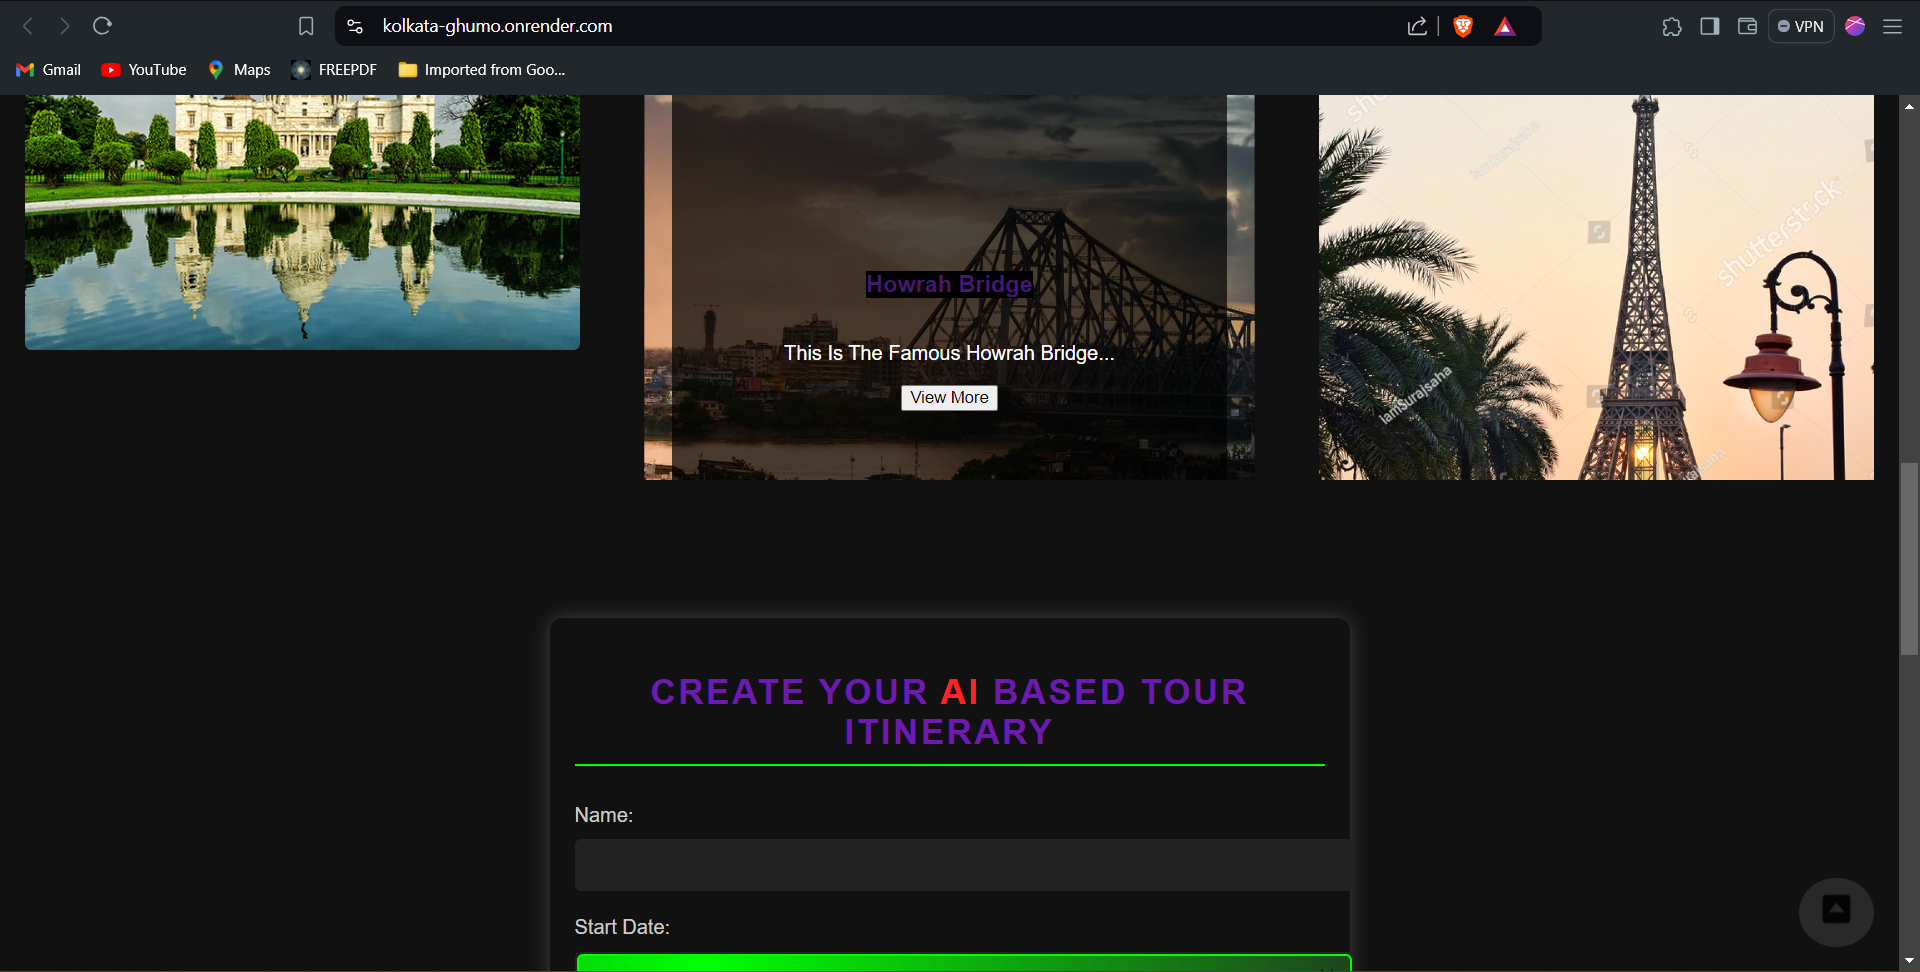 kolkata-ghumo.onrender.com
VPN
Gmail
YouTube
Maps
FREEPDF
Imported from Goo...
shutterstock
IamSurajsaha
Howrah Bridge
This Is The Famous Howrah Bridge...
View More
CREATE YOUR AI BASED TOUR
ITINERARY
Name:
Start Date: